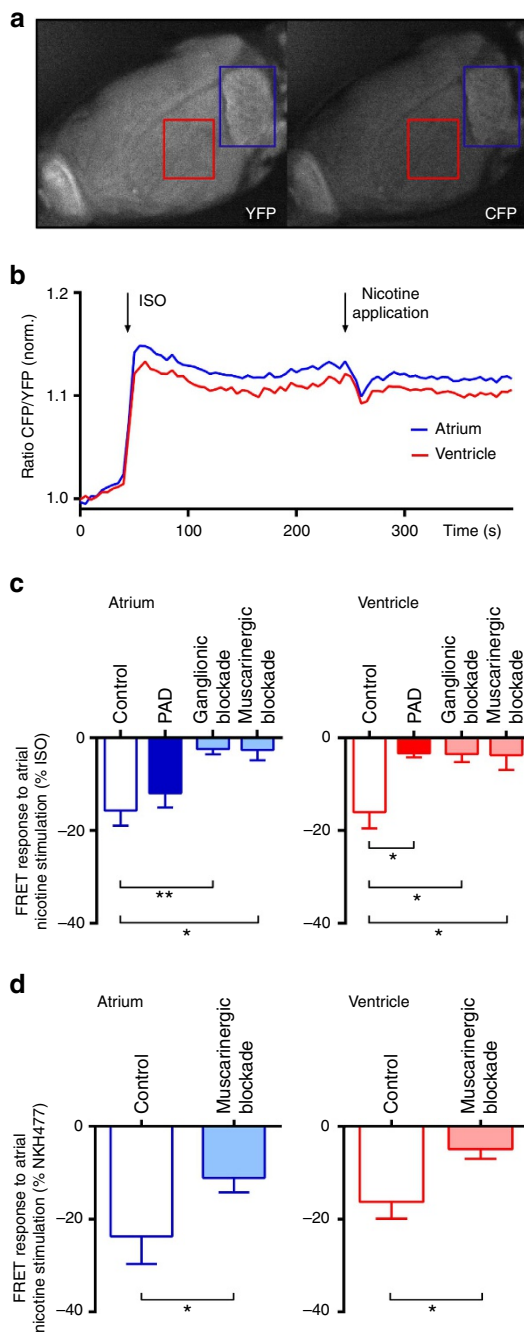 a
YFP
CFP
b
ISO
Nicotine
application
Ratio CFP/YFP (norm.)
1.2
1.1
1.0
Atrium
Ventricle
0
100
200
300
Time (s)
c
Atrium
Ventricle
FRET response to atrial
nicotine stimulation (% ISO)
Control
PAD
Ganglionic
blockade
Muscarinergic
blockade
Control
PAD
Ganglionic
blockade
Muscarinergic
blockade
0
–20
–40
**
*
0
–20
–40
*
*
*
d
Atrium
Ventricle
FRET response to atrial
nicotine stimulation (% NKH477)
Control
Muscarinergic
blockade
Control
Muscarinergic
blockade
0
–20
–40
*
0
–20
–40
*